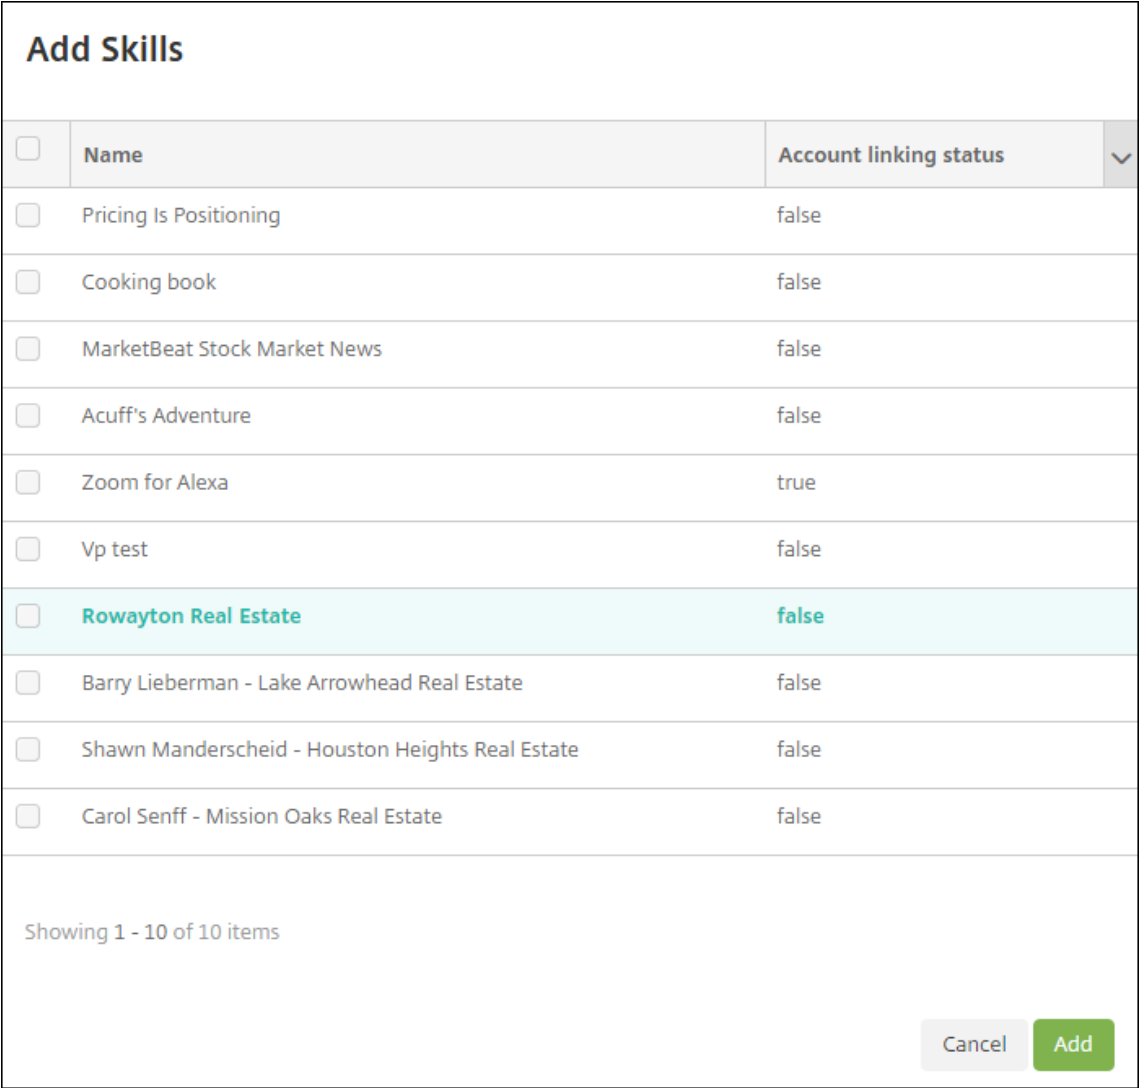 Add Skills
Name Account linking status
Pricing Is Positioning false
Cooking book false
MarketBeat Stock Market News false
Acuff's Adventure false
Zoom for Alexa true
Vp test false
Rowayton Real Estate false
Barry Lieberman - Lake Arrowhead Real Estate false
Shawn Manderscheid - Houston Heights Real Estate false
Carol Senff - Mission Oaks Real Estate false
Showing 1 - 10 of 10 items
Cancel Add